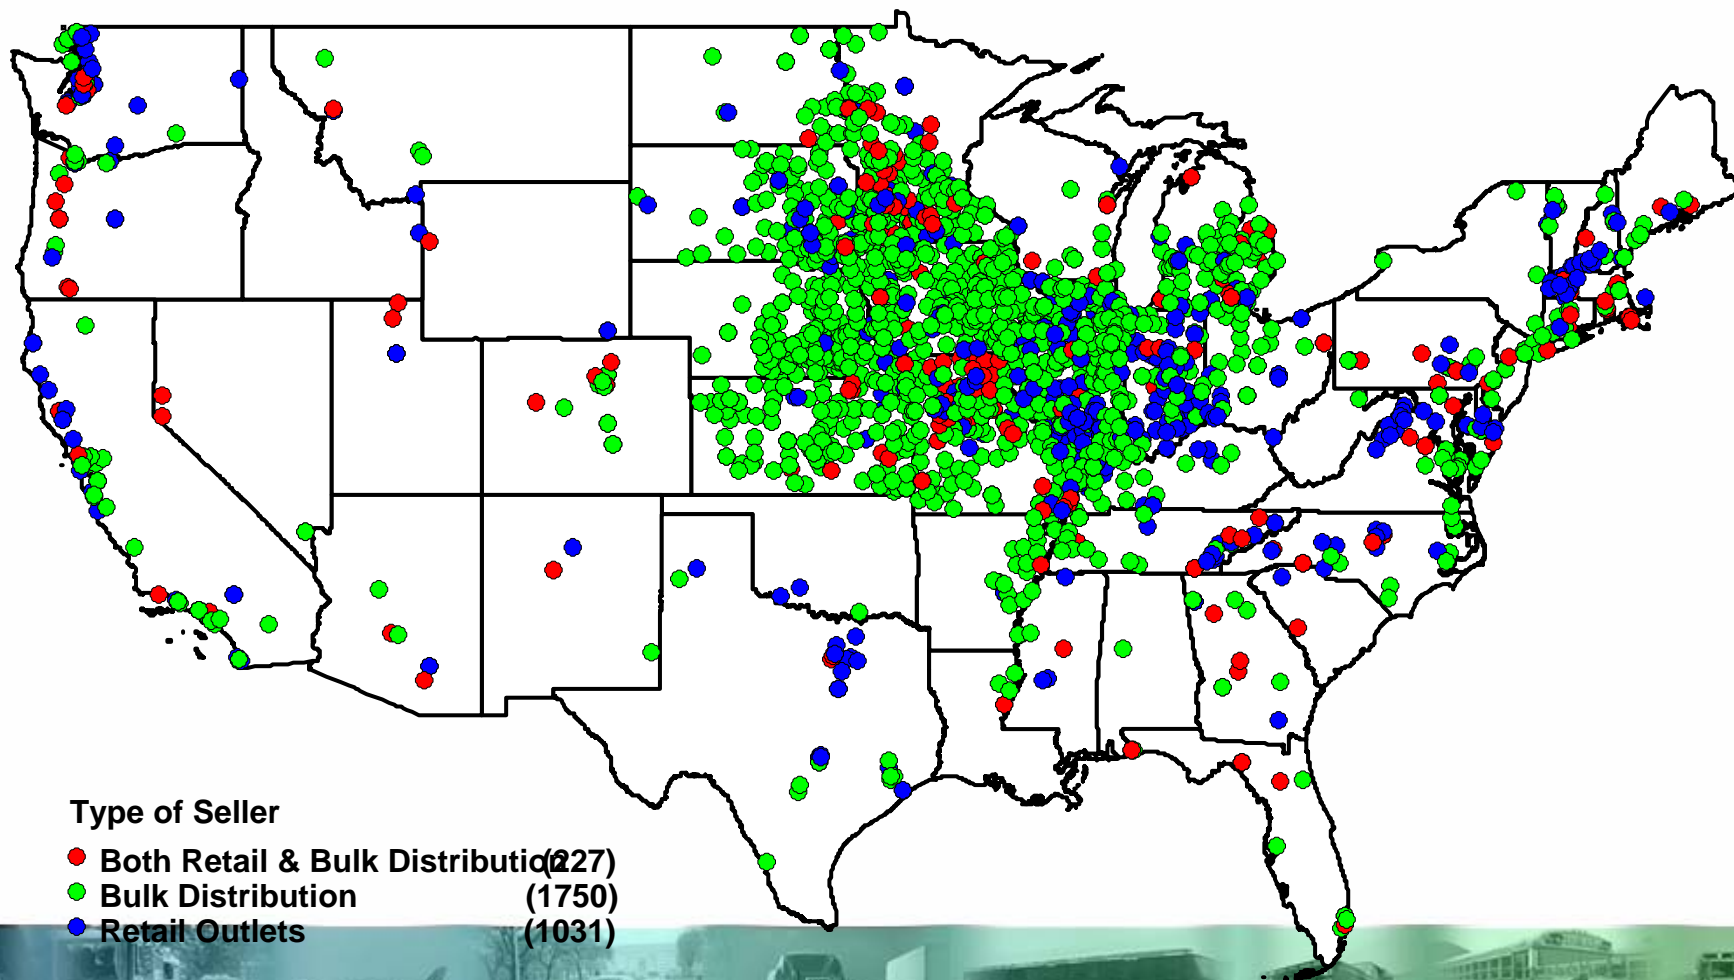 Type of Seller
Both Retail & Bulk Distribution (227)
Bulk Distribution (1750)
Retail Outlets (1031)